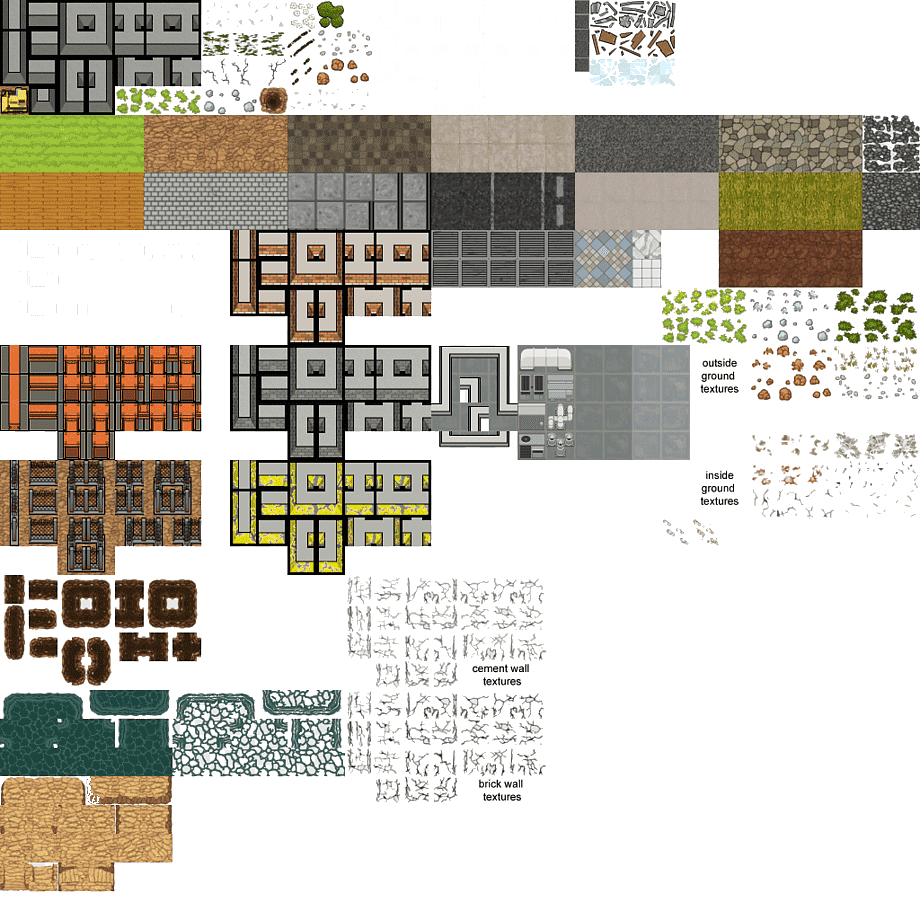 outside
ground
textures
inside
ground
textures
cement wall
textures
brick wall
textures